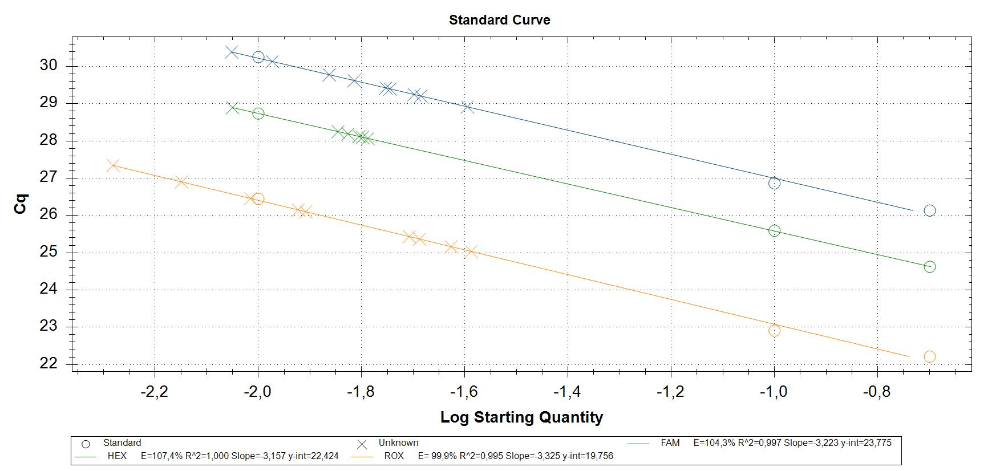 Standard Curve
30
29
28
27
26
25
24
23
22
Cq
-2,2 -2,0 -1,8 -1,6 -1,4 -1,2 -1,0 -0,8
Log Starting Quantity
Standard Unknown FAM E=104,3% R^2=0,997 Slope=-3,223 y-int=23,775
HEX E=107,4% R^2=1,000 Slope=-3,157 y-int=22,424 ROX E= 99,9% R^2=0,995 Slope=-3,325 y-int=19,756